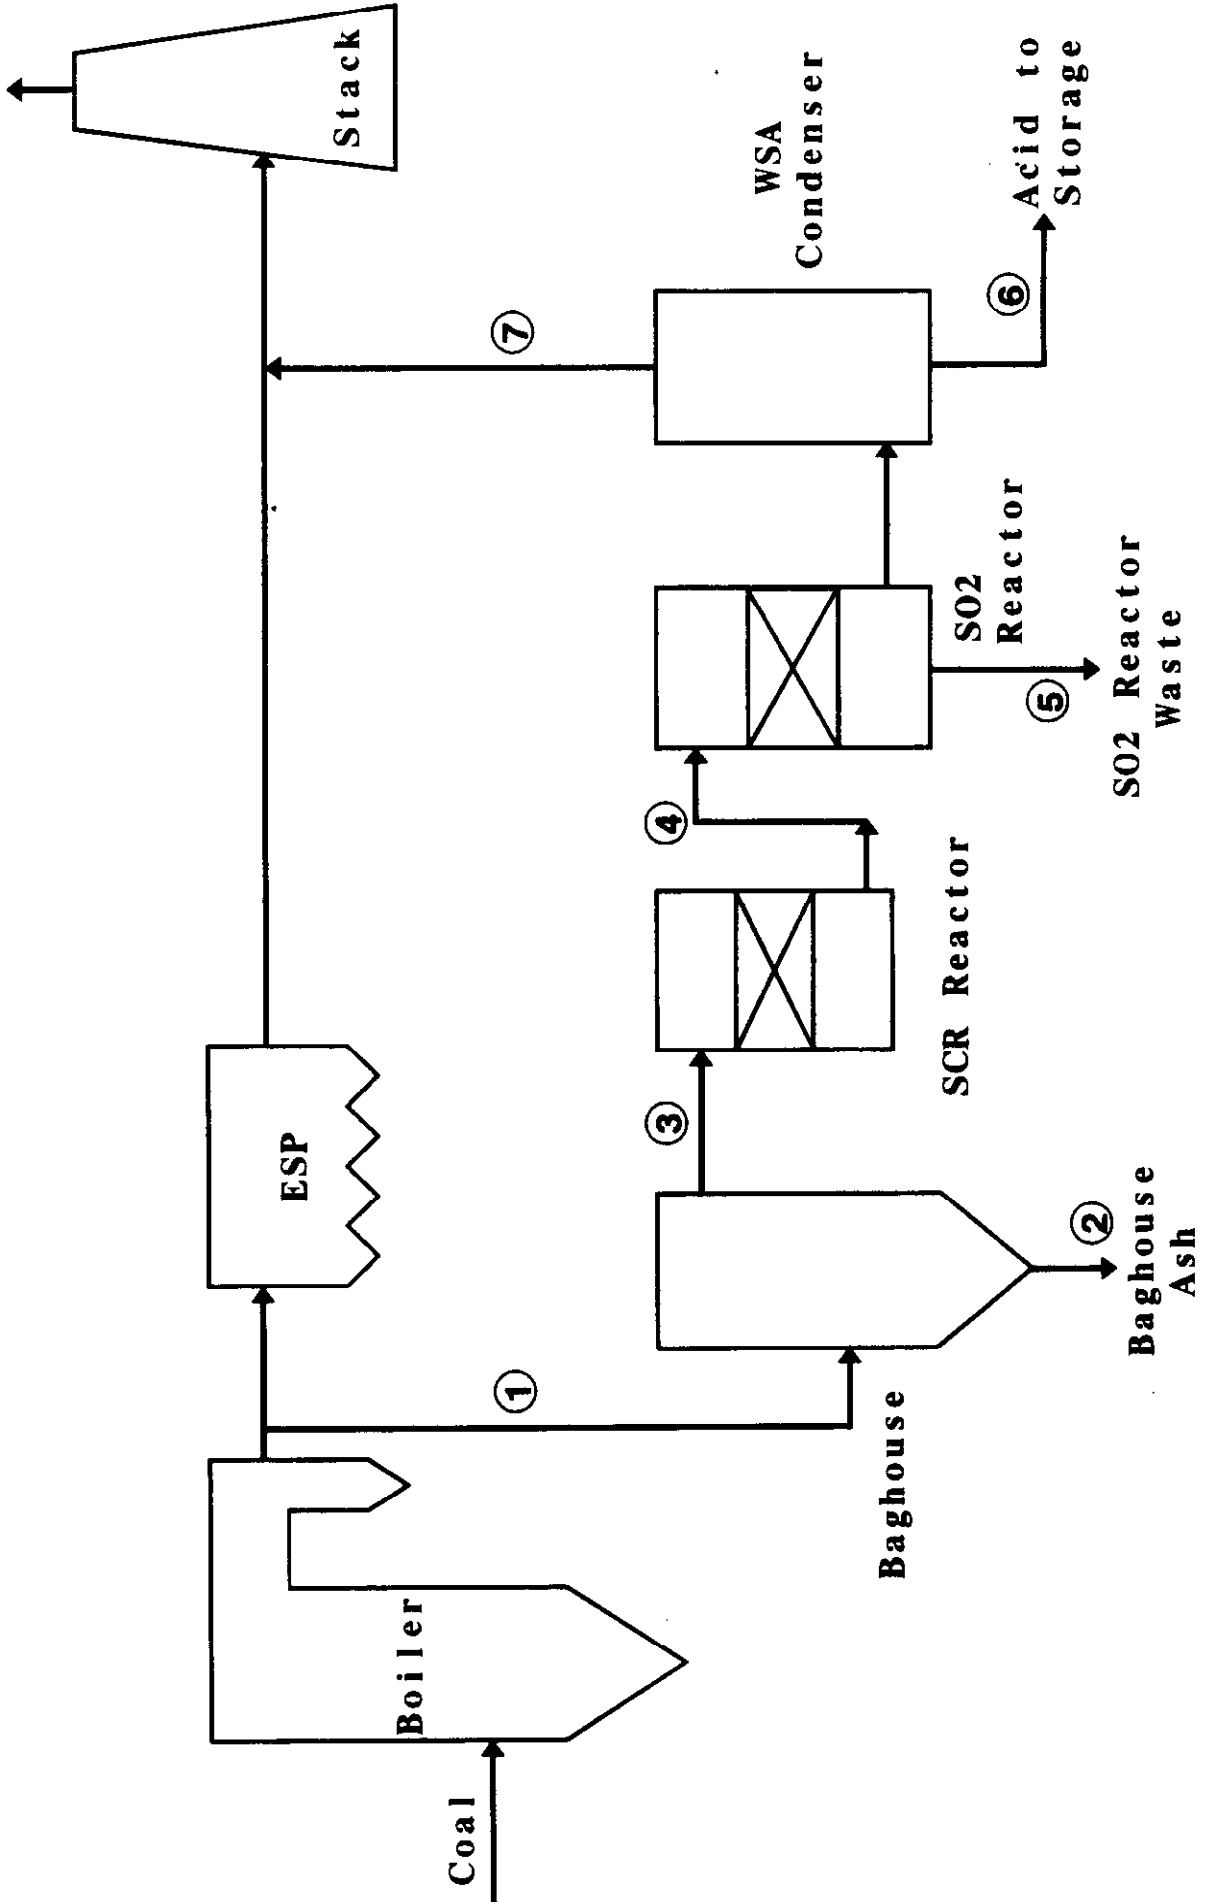 Coal
Boiler
ESP
Stack
1
Baghouse
2
Baghouse
Ash
3
SCR Reactor
4
SO2
Reactor
5
SO2 Reactor
Waste
WSA
Condenser
6
Acid to
Storage
7